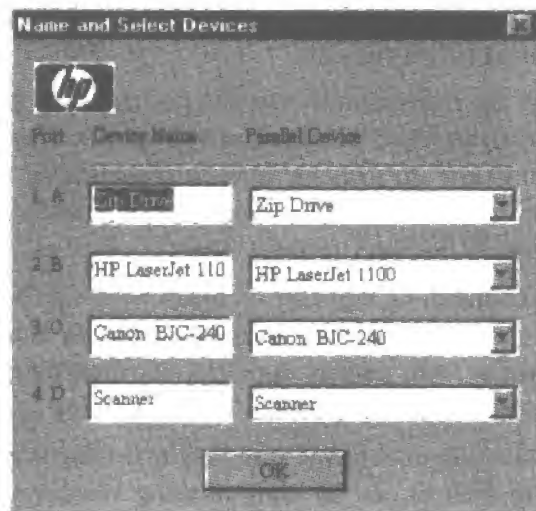 Name and Select Devices
hp
Port Device Name Parallel Device
1 A Zip Drive Zip Drive
2 B HP LaserJet 110 HP LaserJet 1100
3 C Canon BJC-240 Canon BJC-240
4 D Scanner Scanner
OK